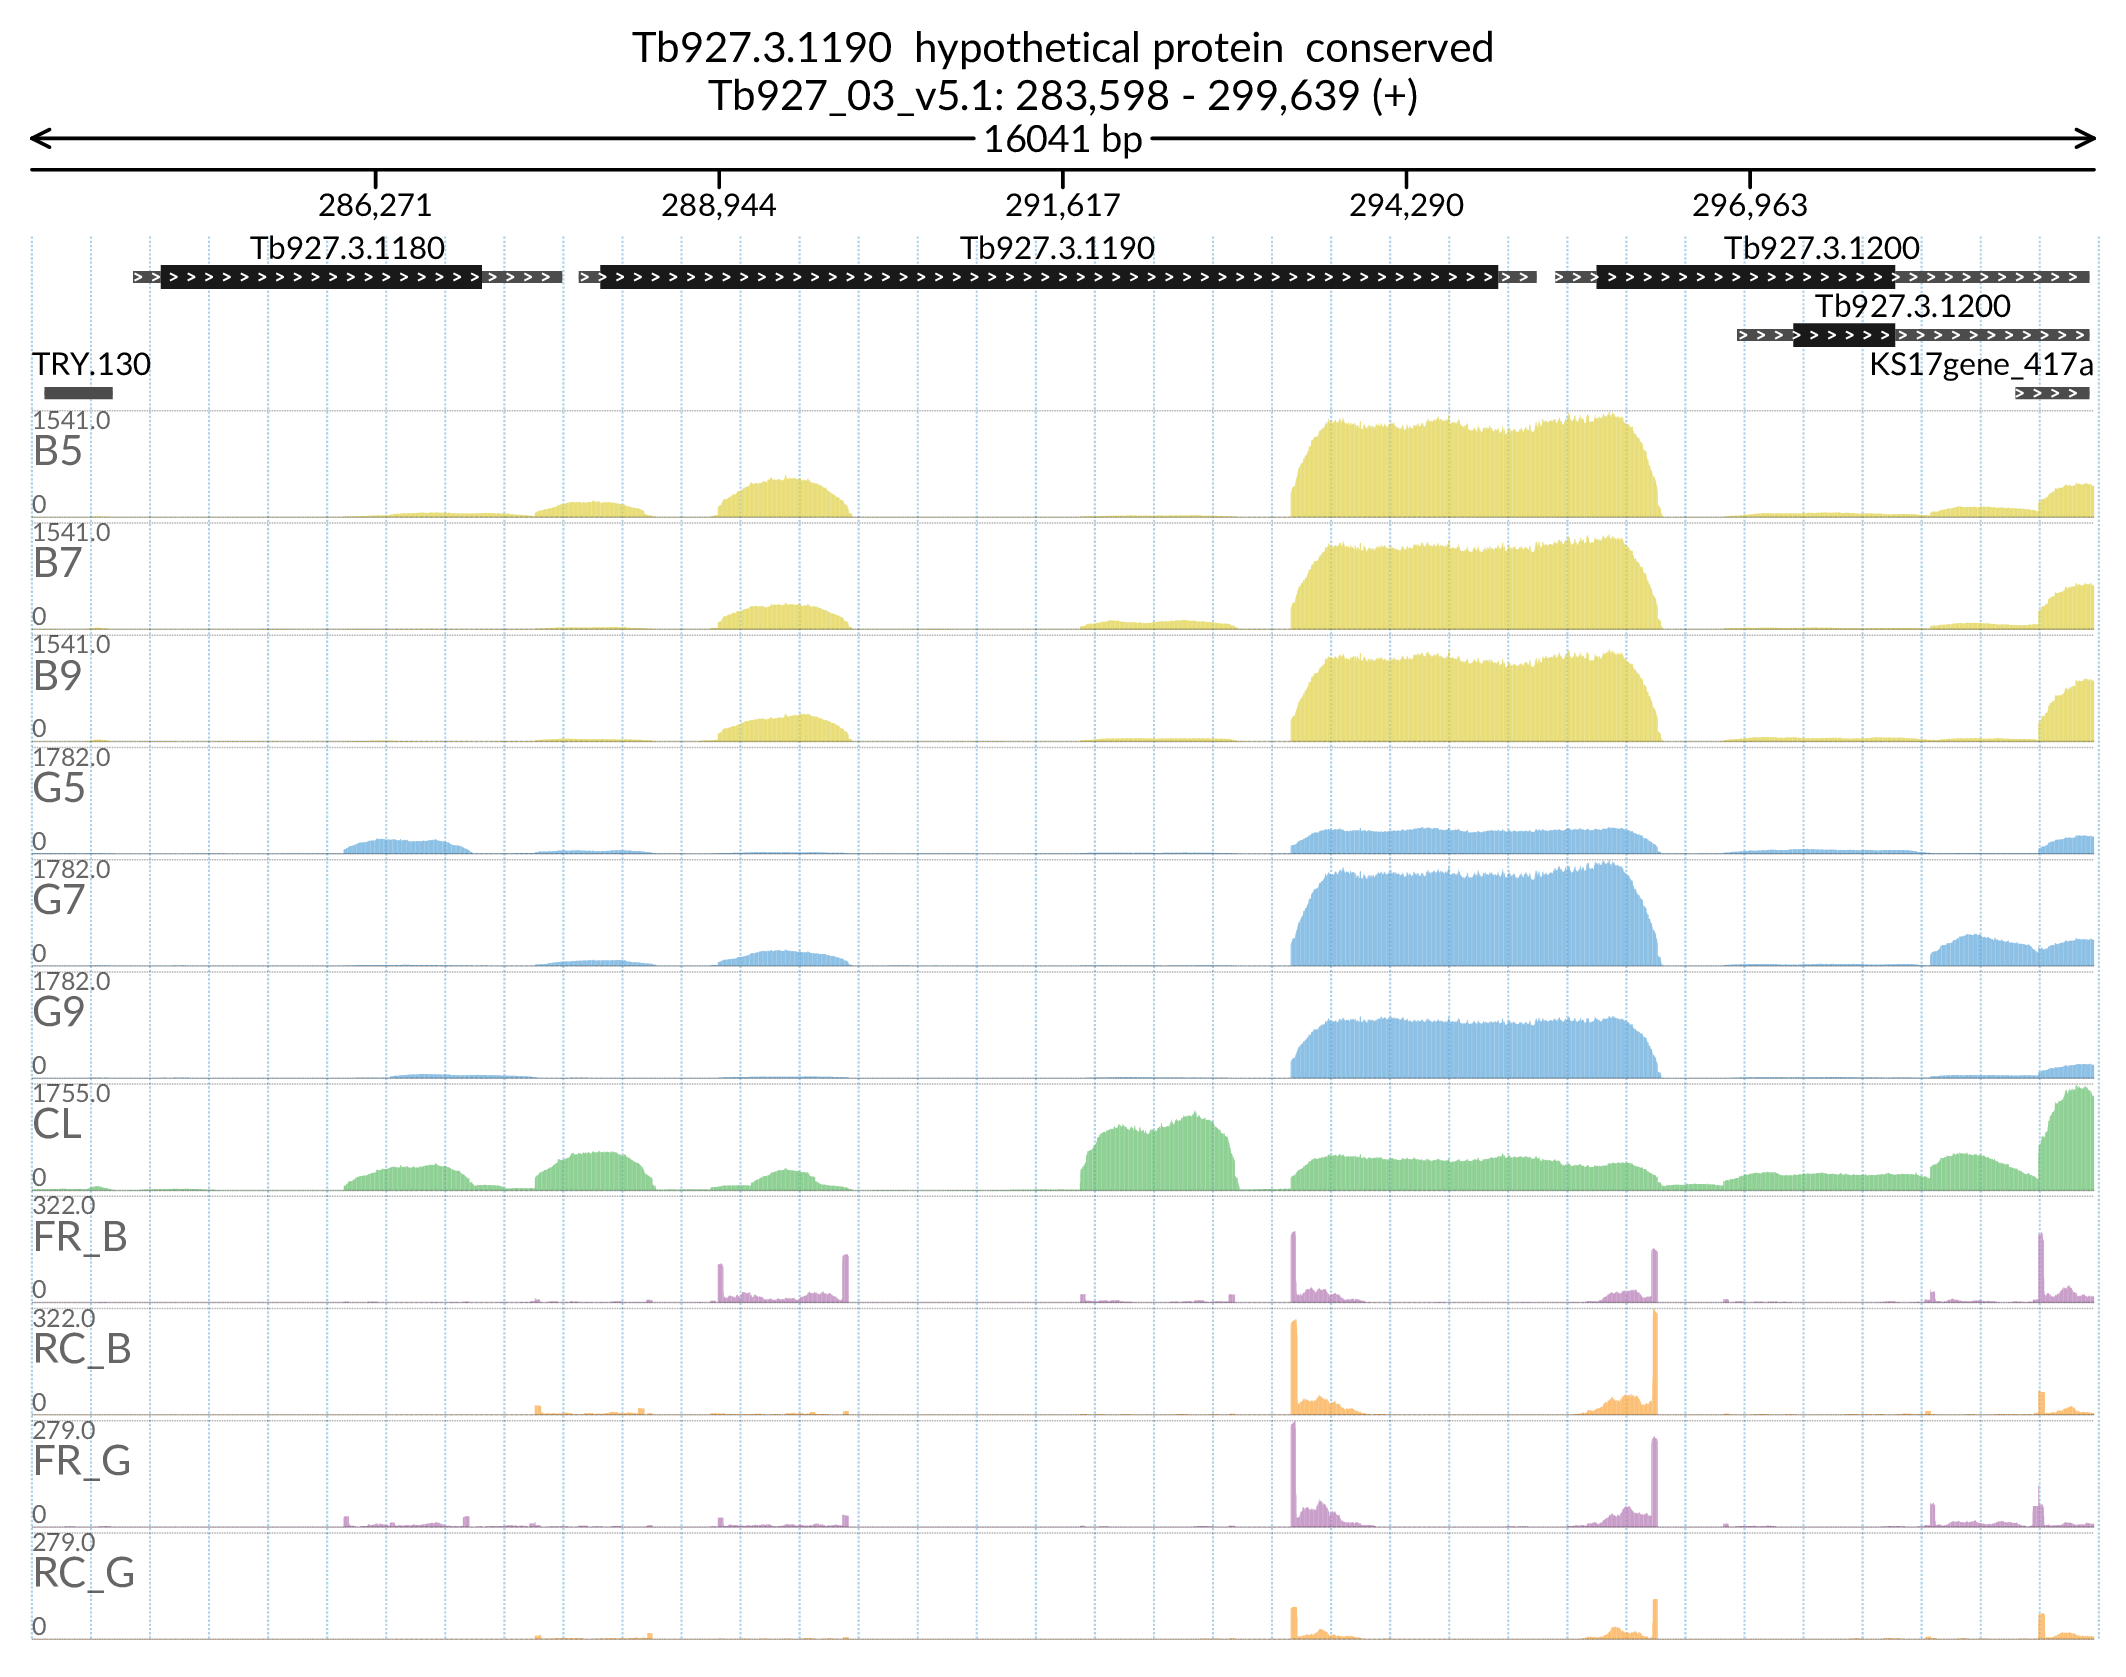 Tb927.3.1190  hypothetical protein  conserved
Tb927_03_v5.1: 283,598 - 299,639 (+)
16041 bp
286,271 288,944 291,617 294,290 296,963
Tb927.3.1180 Tb927.3.1190 Tb927.3.1200
Tb927.3.1200
TRY.130 KS17gene_417a
1541.0
B5
0
1541.0
B7
0
1541.0
B9
0
1782.0
G5
0
1782.0
G7
0
1782.0
G9
0
1755.0
CL
0
322.0
FR_B
0
322.0
RC_B
0
279.0
FR_G
0
279.0
RC_G
0